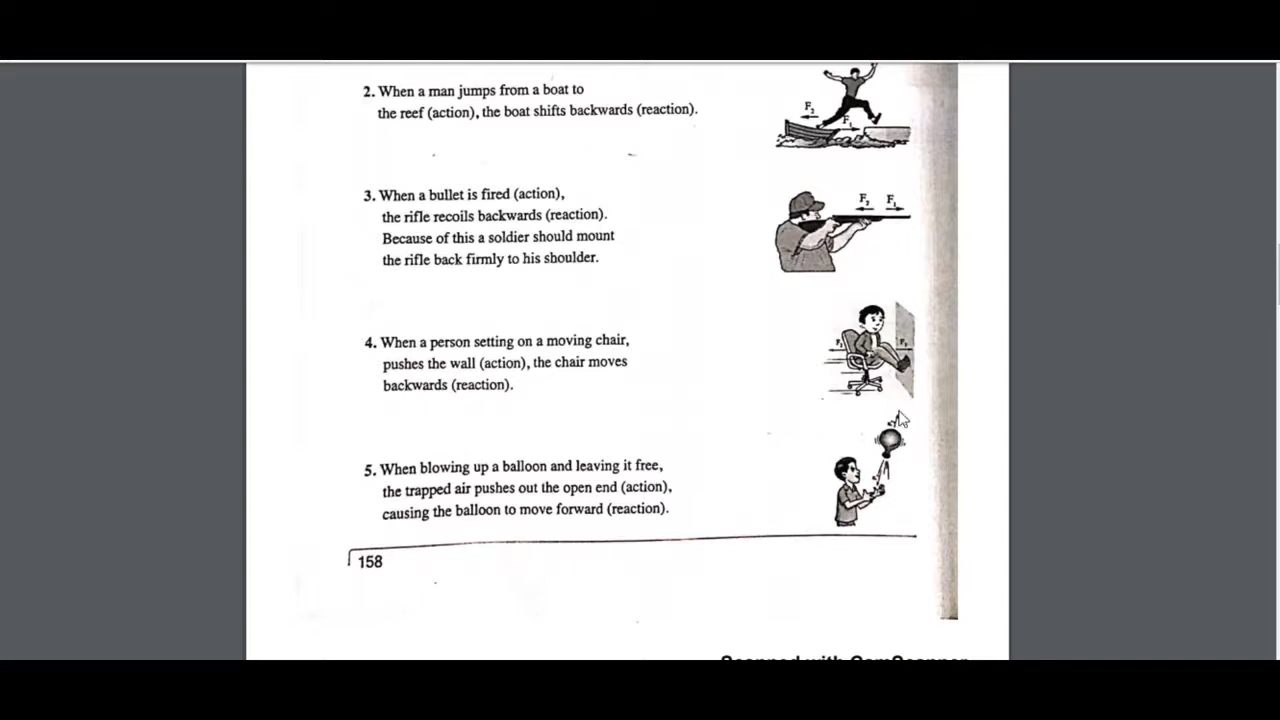 2. When a man jumps from a boat to
the reef (action), the boat shifts backwards (reaction).
F₂
F₁
3. When a bullet is fired (action),
the rifle recoils backwards (reaction).
Because of this a soldier should mount
the rifle back firmly to his shoulder.
F₂ F₁
4. When a person setting on a moving chair,
pushes the wall (action), the chair moves
backwards (reaction).
5. When blowing up a balloon and leaving it free,
the trapped air pushes out the open end (action),
causing the balloon to move forward (reaction).
158
Scanned with CamScanner